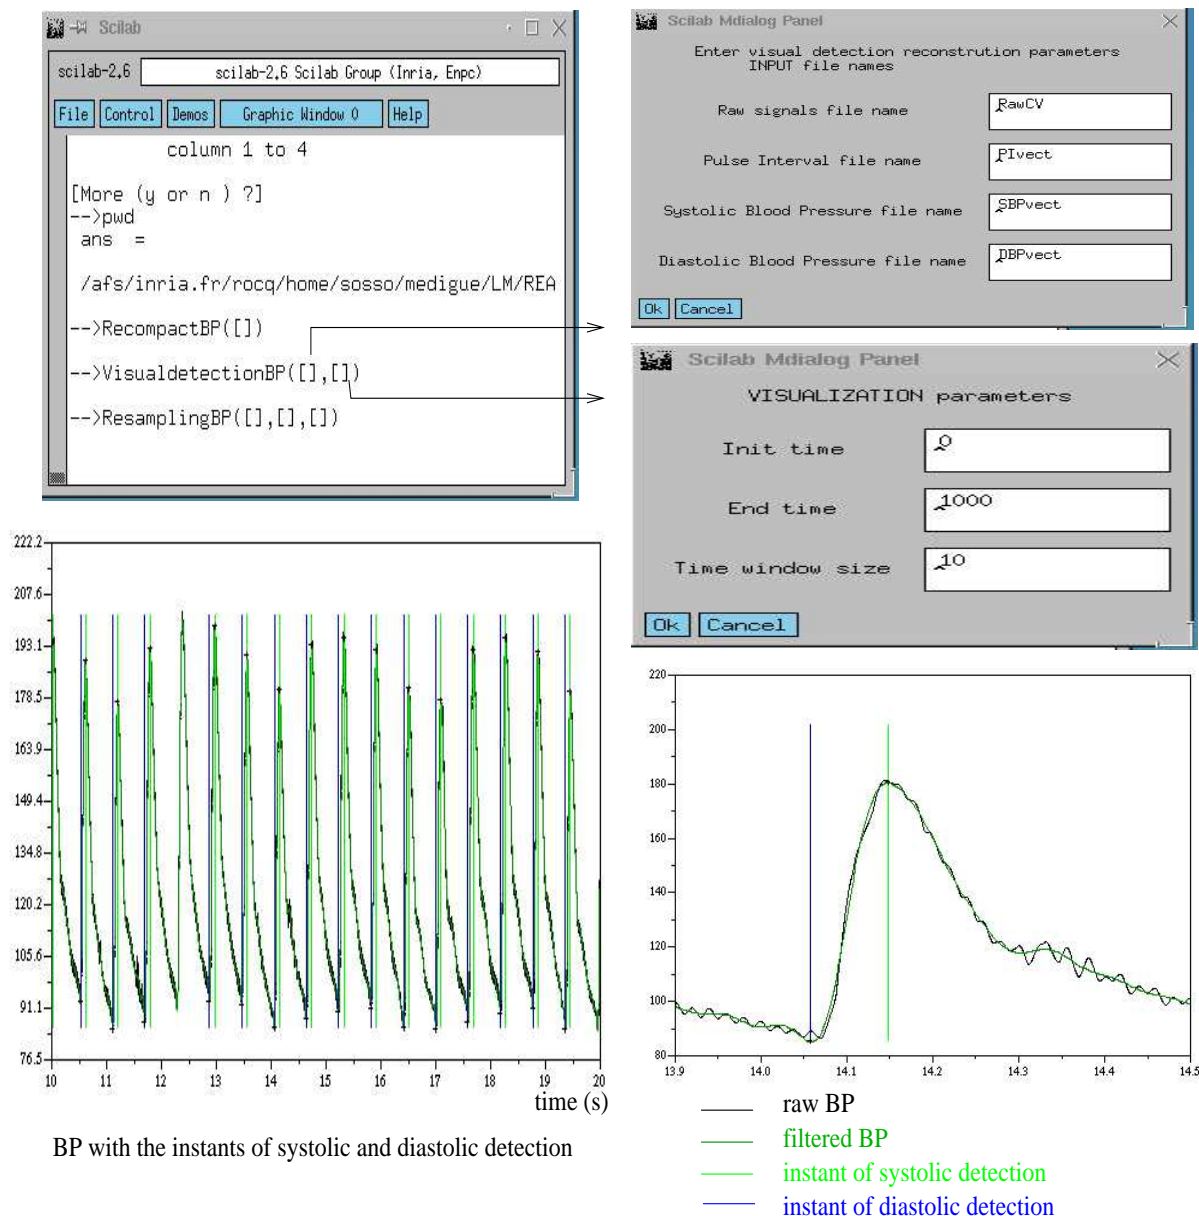 Scilab
scilab-2.6
scilab-2.6 Scilab Group (Inria, Enpc)
File Control Demos Graphic Window 0 Help
column 1 to 4
[More (y or n ) ?]
-->pwd
ans =
/afs/inria.fr/rocq/home/sosso/medigue/LM/REA
-->RecompactBP([])
-->VisualdetectionBP([],[])
-->ResamplingBP([],[],[])
Scilab Mdialog Panel
Enter visual detection reconstrution parameters
INPUT file names
Raw signals file name RawCV
Pulse Interval file name PIvect
Systolic Blood Pressure file name SBPvect
Diastolic Blood Pressure file name DBPvect
Ok Cancel
Scilab Mdialog Panel
VISUALIZATION parameters
Init time 0
End time 1000
Time window size 10
Ok Cancel
222.2
207.6
193.1
178.5
163.9
149.4
134.8
120.2
105.6
91.1
76.5
10 11 12 13 14 15 16 17 18 19 20
time (s)
BP with the instants of systolic and diastolic detection
220
200
180
160
140
120
100
80
13.9 14.0 14.1 14.2 14.3 14.4 14.5
raw BP
filtered BP
instant of systolic detection
instant of diastolic detection